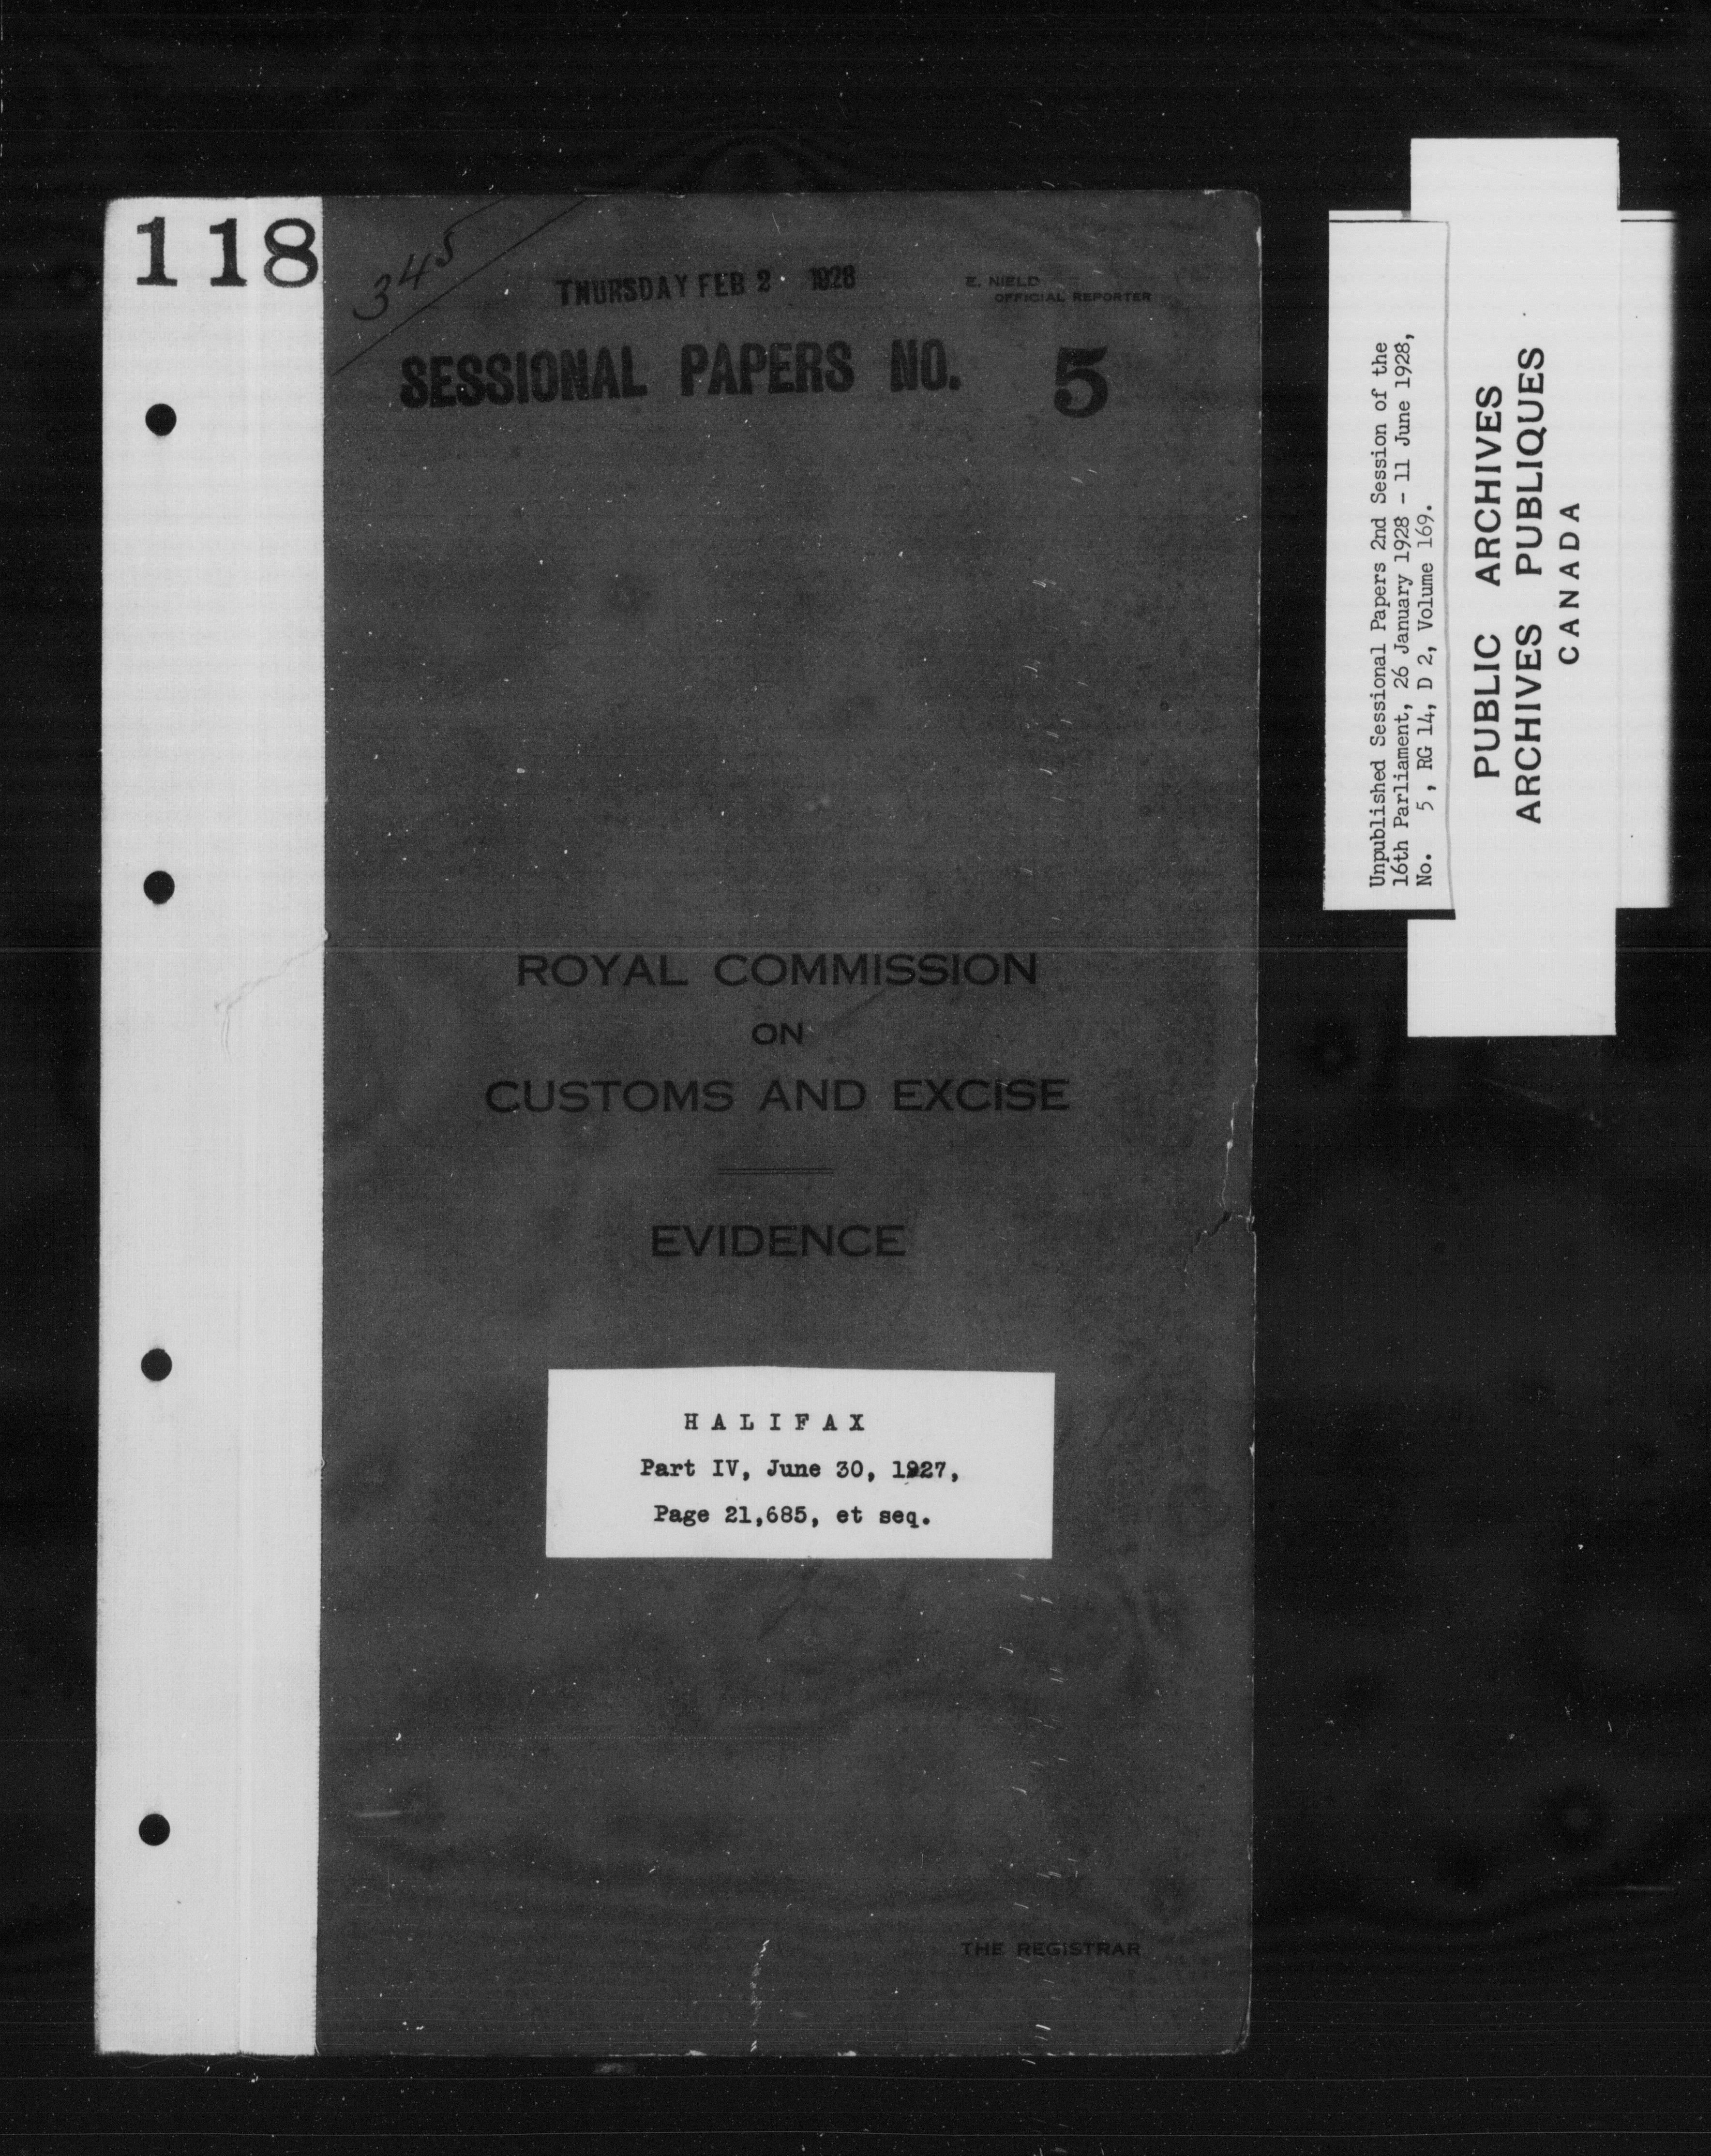 118
345
THURSDAY FEB 2 · 1928
E. NIELD
OFFICIAL REPORTER
SESSIONAL PAPERS NO. 5
ROYAL COMMISSION
ON
CUSTOMS AND EXCISE
EVIDENCE
HALIFAX
Part IV, June 30, 1927,
Page 21,685, et seq.
THE REGISTRAR
Unpublished Sessional Papers 2nd Session of the
16th Parliament, 26 January 1928 - 11 June 1928,
No. 5, RG 14, D 2, Volume 169.
PUBLIC ARCHIVES
ARCHIVES PUBLIQUES
CANADA